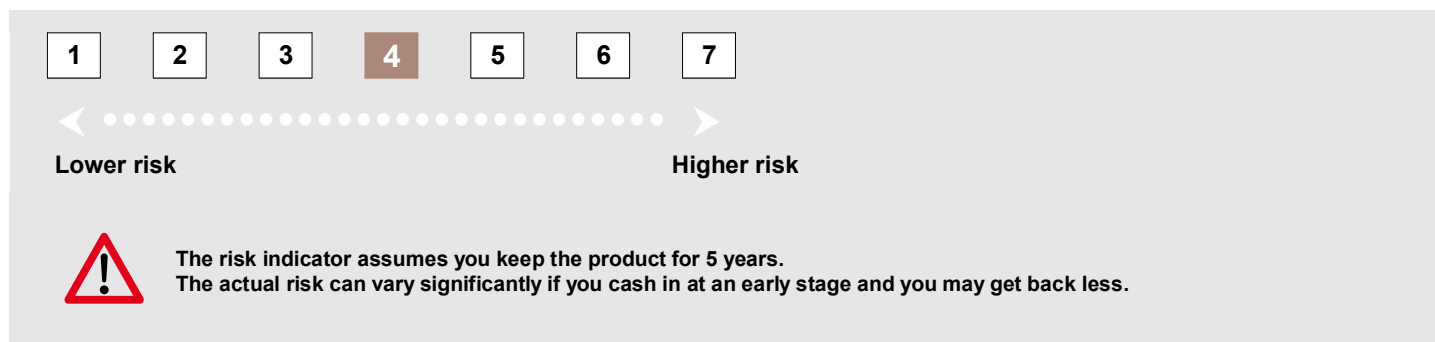 1 2 3 4 5 6 7
Lower risk Higher risk
The risk indicator assumes you keep the product for 5 years.
The actual risk can vary significantly if you cash in at an early stage and you may get back less.